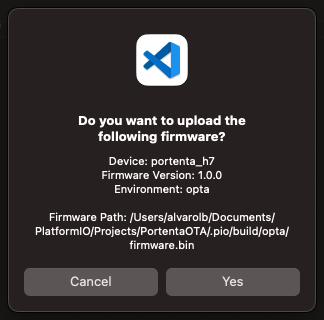 Do you want to upload the
following firmware?
Device: portenta_h7
Firmware Version: 1.0.0
Environment: opta
Firmware Path: /Users/alvarolb/Documents/
PlatformIO/Projects/PortentaOTA/.pio/build/opta/
firmware.bin
Cancel
Yes